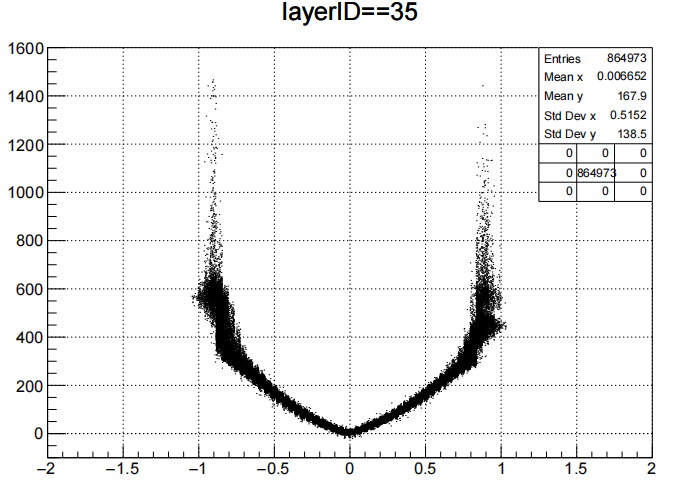 layerID==35
1600
1400
1200
1000
800
600
400
200
0
−2 −1.5 −1 −0.5 0 0.5 1 1.5 2
Entries 864973
Mean x 0.006652
Mean y 167.9
Std Dev x 0.5152
Std Dev y 138.5
0 0 0
0 864973 0
0 0 0